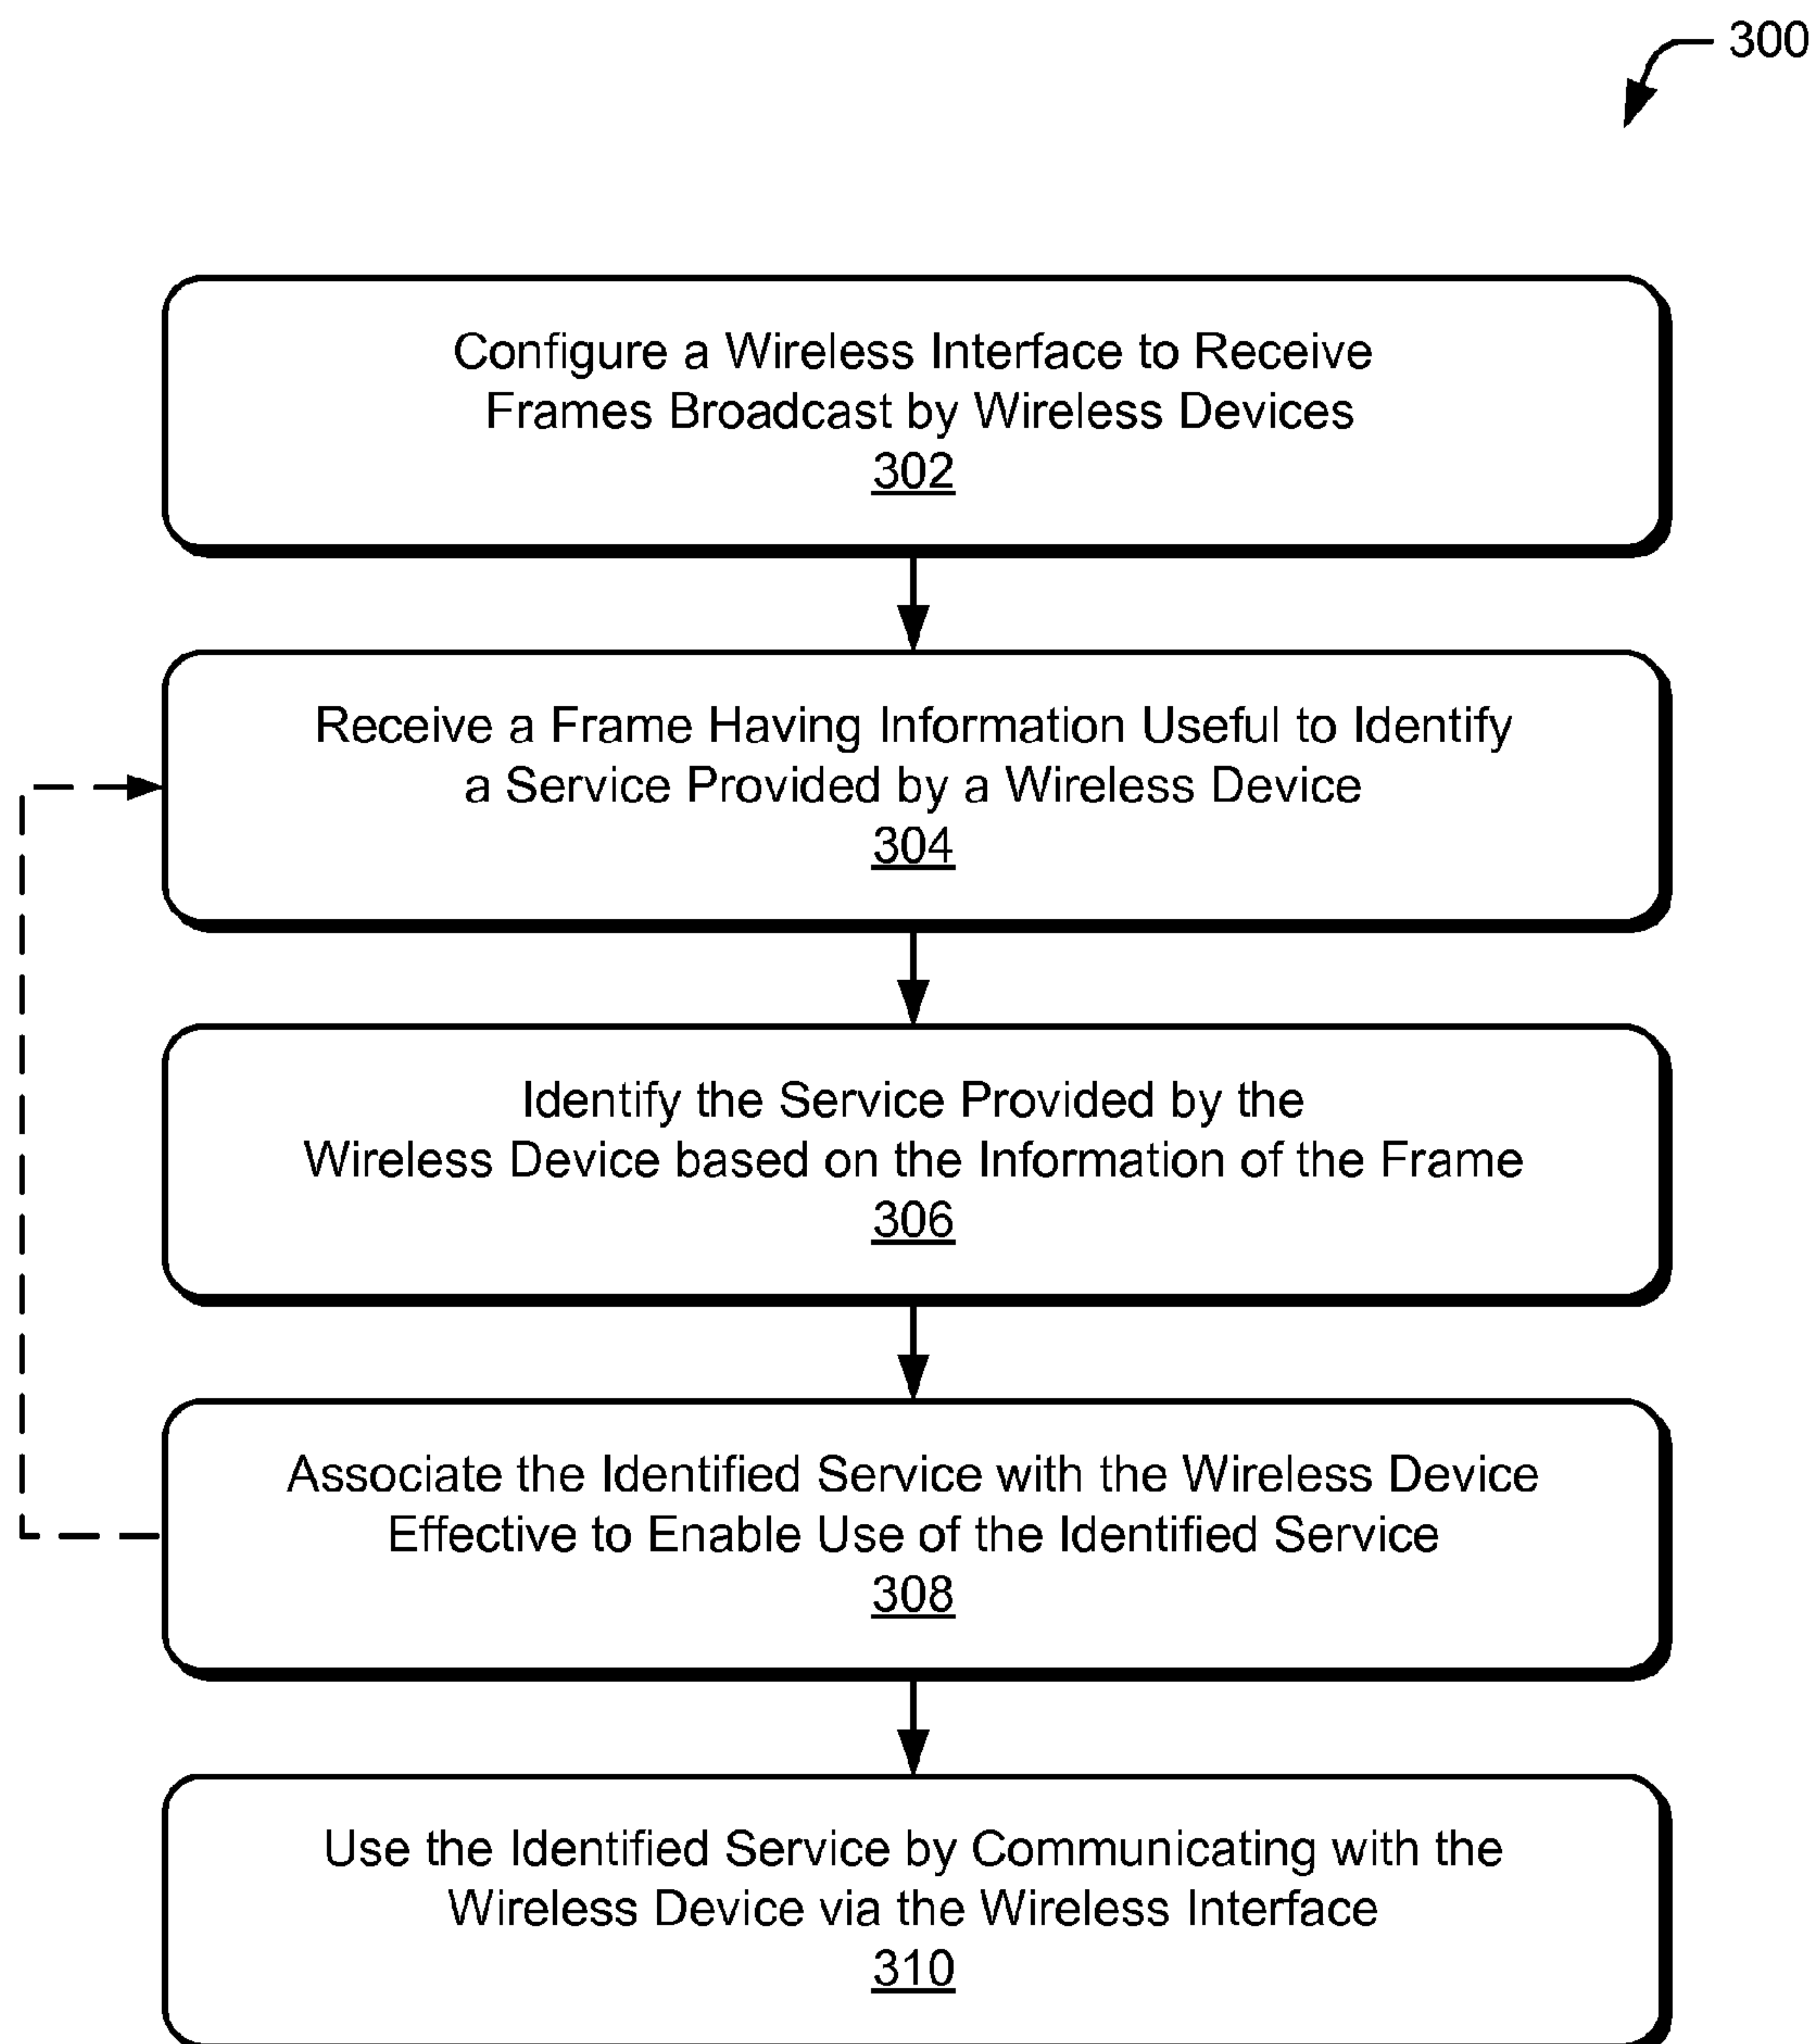 300
Configure a Wireless Interface to Receive
Frames Broadcast by Wireless Devices
302
Receive a Frame Having Information Useful to Identify
a Service Provided by a Wireless Device
304
Identify the Service Provided by the
Wireless Device based on the Information of the Frame
306
Associate the Identified Service with the Wireless Device
Effective to Enable Use of the Identified Service
308
Use the Identified Service by Communicating with the
Wireless Device via the Wireless Interface
310